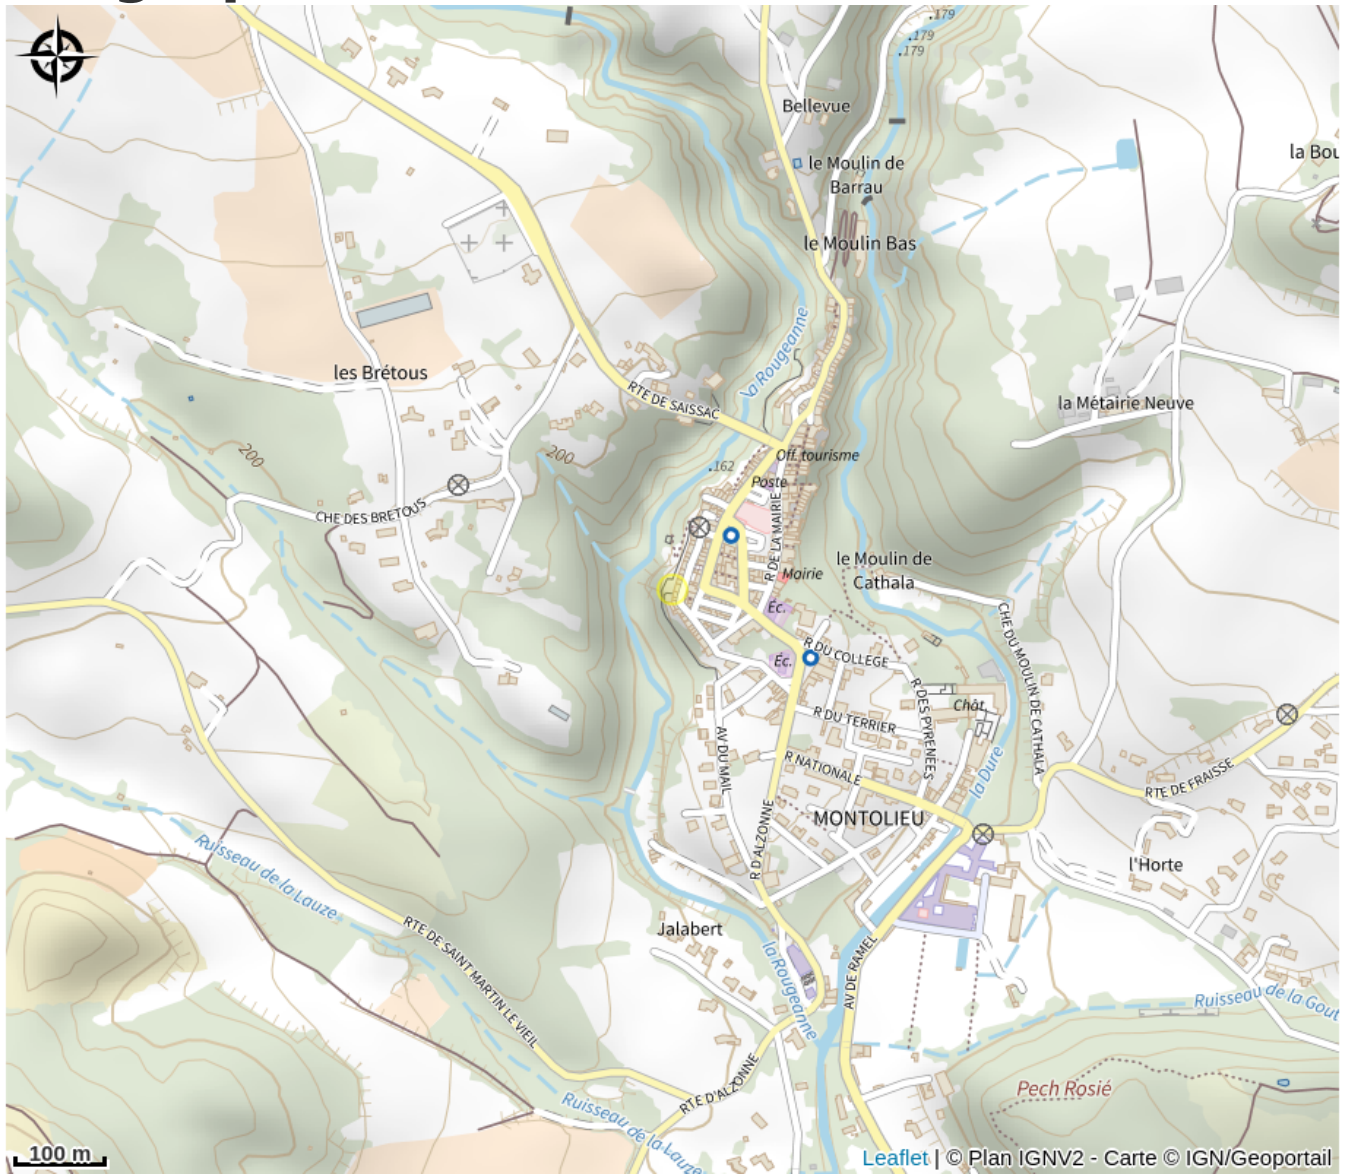 .179
.179
.179
Bellevue
le Moulin de
Barrau
la Bou
le Moulin Bas
la Rougeanne
les Brétous
RTE DE SAISSAC
la Métairie Neuve
200
200
Off. tourisme
.162
Poste
CHE DES BRETOUS
R DE LA MAIRIE
le Moulin de
Cathala
Mairie
Éc.
CHE DU MOULIN DE CATHALA
R DU COLLEGE
Éc.
R DES PYRENEES
Chât.
R DU TERRIER
AV DU MAIL
R NATIONALE
la Dure
RTE DE FRAISSE
MONTOLIEU
R D'ALZONNE
Ruisseau de la Lauze
l'Horte
Jalabert
RTE DE SAINT MARTIN LE VIEIL
la Rougeanne
AV DE RAMEL
Ruisseau de la Gout
Pech Rosié
RTE D'ALZONNE
Ruisseau de la Lauze
100 m
Leaflet | © Plan IGNV2 - Carte © IGN/Geoportail